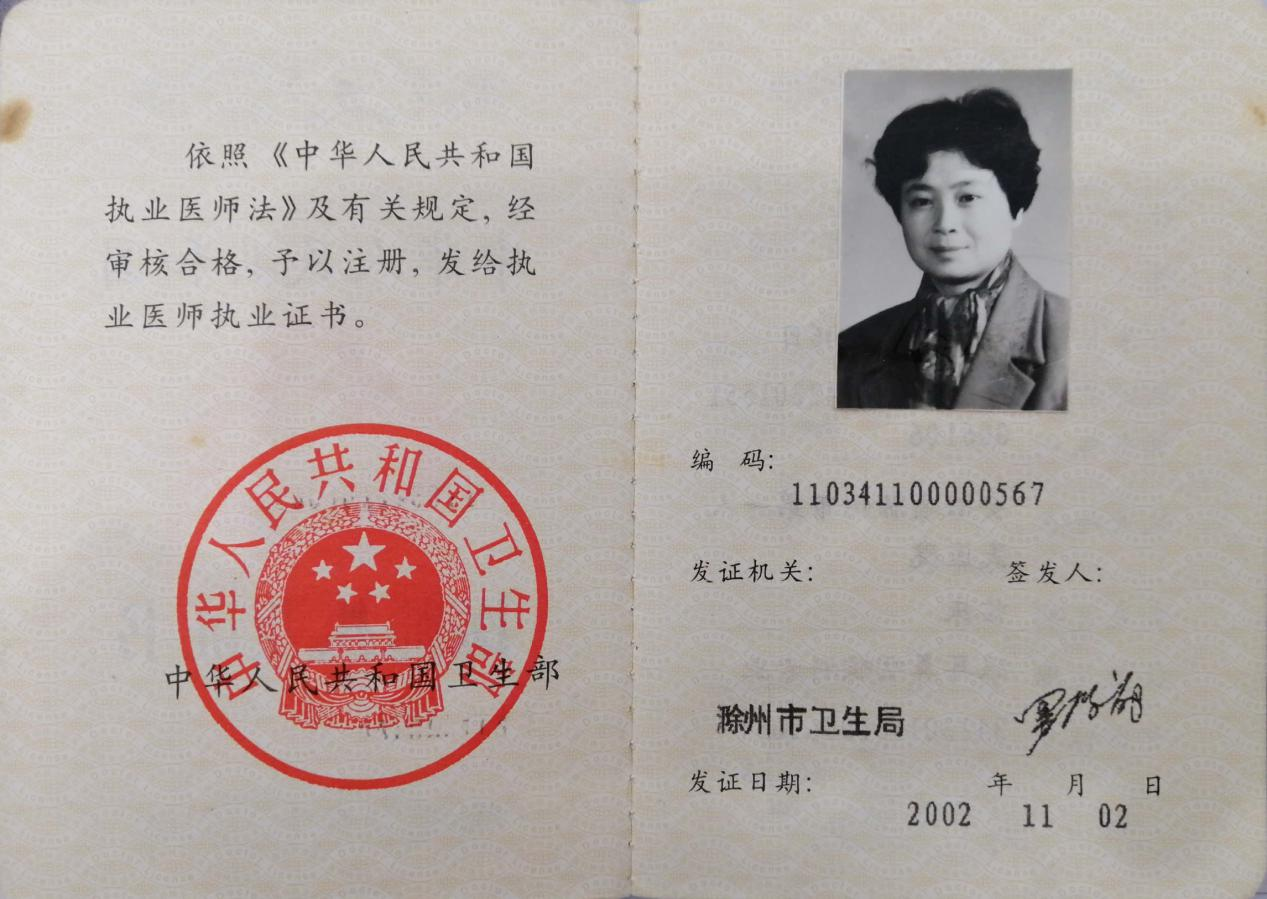 依照《中华人民共和国
执业医师法》及有关规定，经
审核合格，予以注册，发给执
业医师执业证书。
中华人民共和国卫生部
中华人民共和国卫生部
编 码：
110341100000567
发证机关： 签发人：
滁州市卫生局
发证日期： 年 月 日
2002 11 02